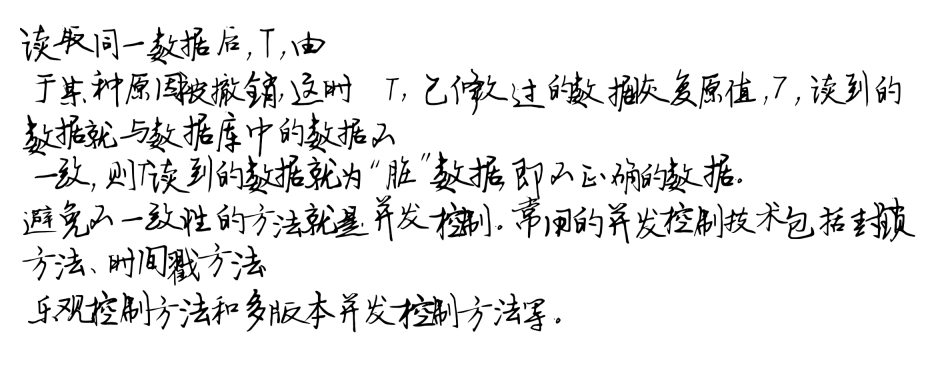 读取同一数据后,T,由
于某种原因被撤销,这时 T,已修改过的数据恢复原值,T,读到的
数据就与数据库中的数据不
一致,则T读到的数据就为“脏”数据,即不正确的数据。
避免不一致性的方法就是并发控制。常用的并发控制技术包括封锁
方法、时间戳方法
乐观控制方法和多版本并发控制方法等。